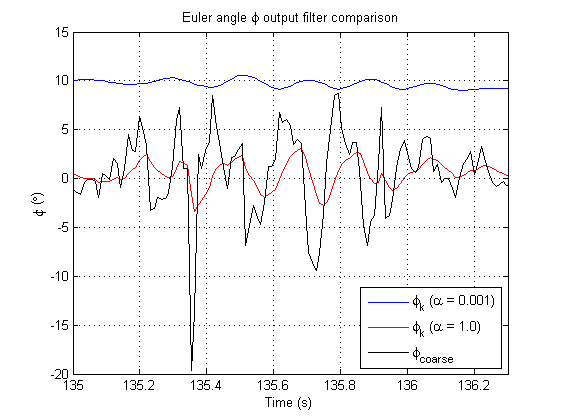 Euler angle ϕ output filter comparison
15
10
5
0
-5
-10
-15
-20
ϕ (°)
135
135.2
135.4
135.6
135.8
136
136.2
Time (s)
ϕk (α = 0.001)
ϕk (α = 1.0)
ϕcoarse